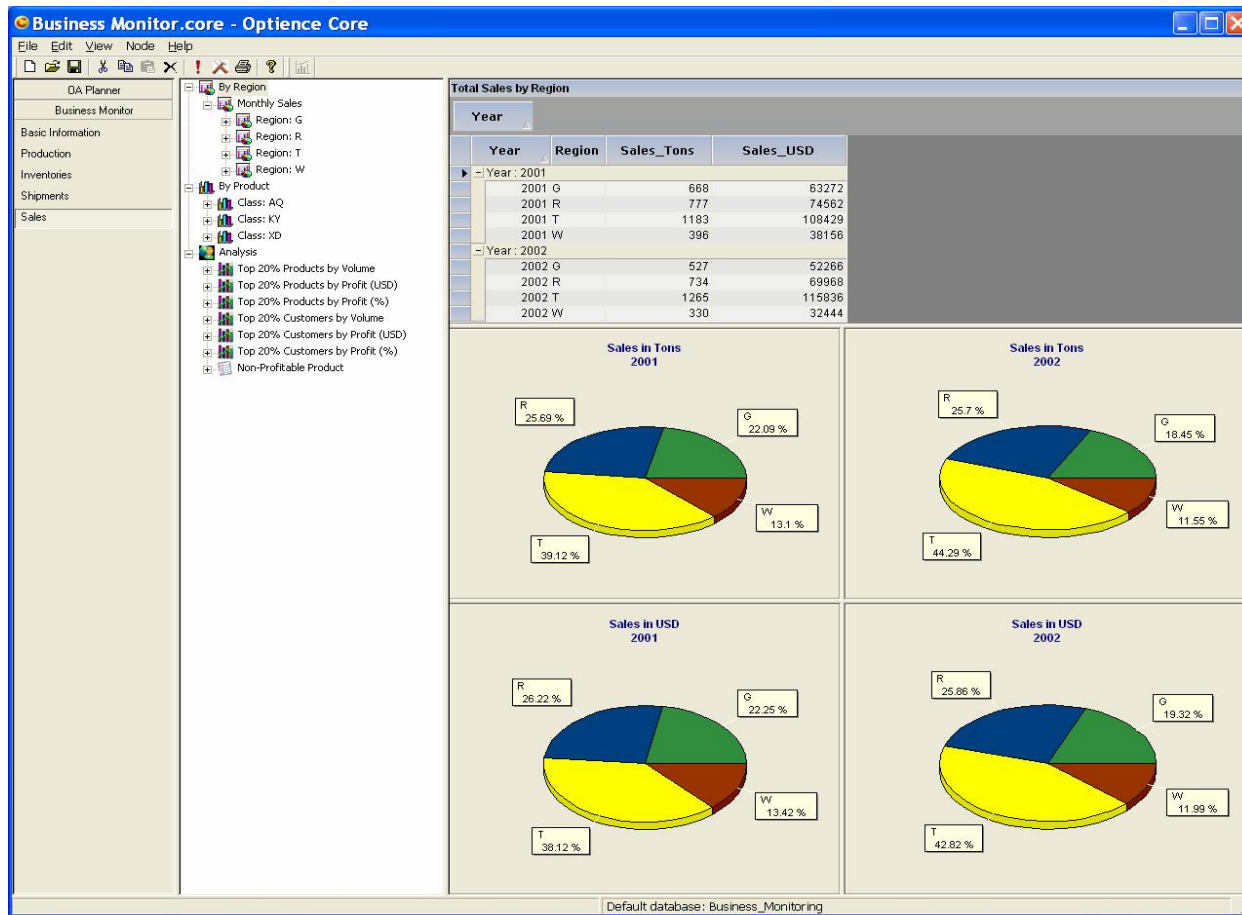 Business Monitor.core - Optience Core
File Edit View Node Help
OA Planner
Business Monitor
Basic Information
Production
Inventories
Shipments
Sales
By Region
Monthly Sales
Region: G
Region: R
Region: T
Region: W
By Product
Class: AQ
Class: KY
Class: XD
Analysis
Top 20% Products by Volume
Top 20% Products by Profit (USD)
Top 20% Products by Profit (%)
Top 20% Customers by Volume
Top 20% Customers by Profit (USD)
Top 20% Customers by Profit (%)
Non-Profitable Product
Total Sales by Region
Year
Year Region Sales_Tons Sales_USD
Year : 2001
2001 G 668 63272
2001 R 777 74562
2001 T 1183 108429
2001 W 396 38156
Year : 2002
2002 G 527 52266
2002 R 734 69968
2002 T 1265 115836
2002 W 330 32444
Sales in Tons
2001
R
25.69 %
G
22.09 %
W
13.1 %
T
39.12 %
Sales in Tons
2002
R
25.7 %
G
18.45 %
W
11.55 %
T
44.29 %
Sales in USD
2001
R
26.22 %
G
22.25 %
W
13.42 %
T
38.12 %
Sales in USD
2002
R
25.86 %
G
19.32 %
W
11.99 %
T
42.82 %
Default database: Business_Monitoring